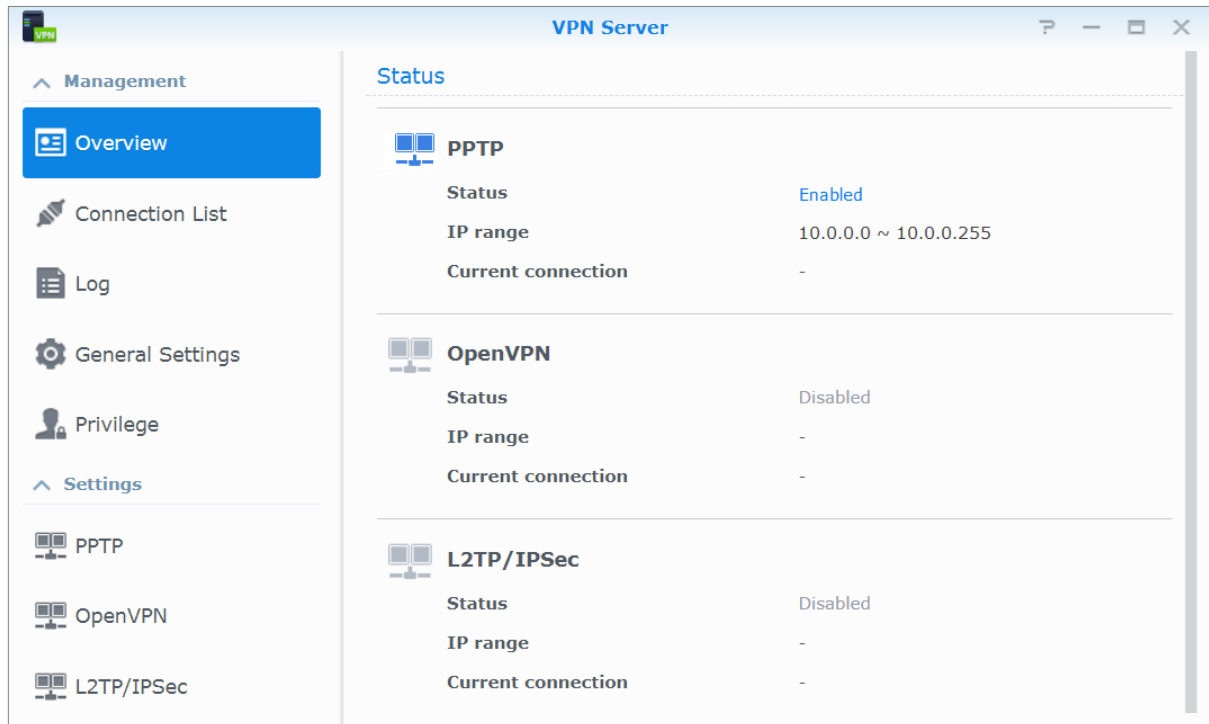 VPN
VPN Server
Management
Overview
Connection List
Log
General Settings
Privilege
Settings
PPTP
OpenVPN
L2TP/IPSec
Status
PPTP
Status Enabled
IP range 10.0.0.0 ~ 10.0.0.255
Current connection -
OpenVPN
Status Disabled
IP range -
Current connection -
L2TP/IPSec
Status Disabled
IP range -
Current connection -